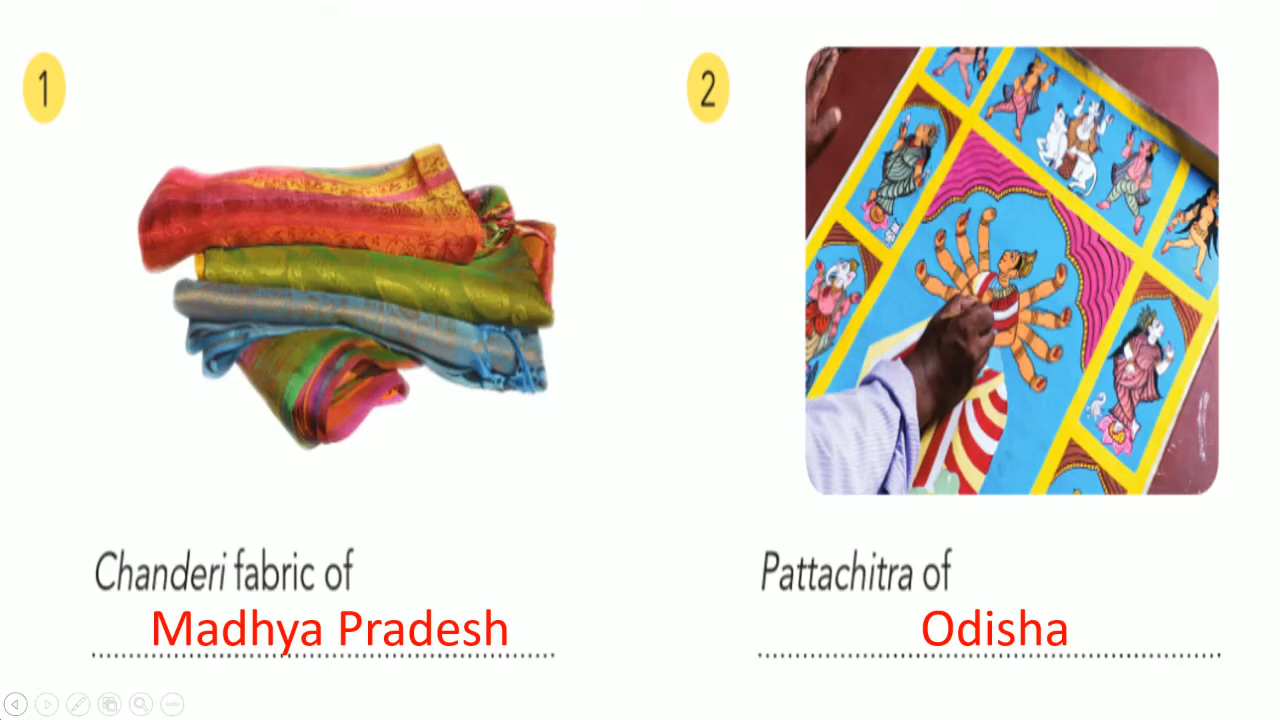 1
Chanderi fabric of
Madhya Pradesh
2
Pattachitra of
Odisha